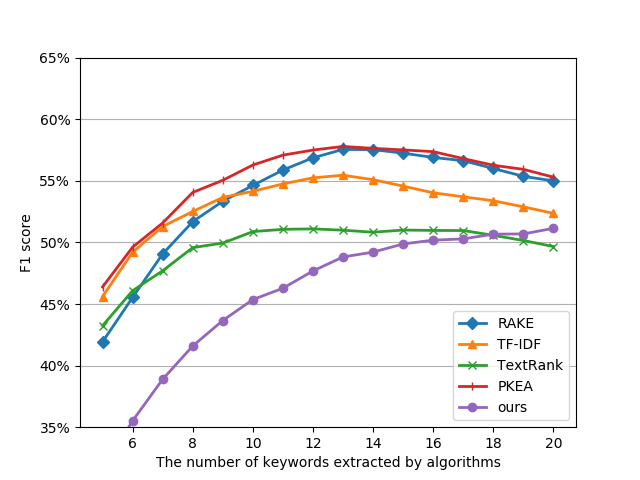 65%
60%
55%
50%
45%
40%
35%
F1 score
6 8 10 12 14 16 18 20
The number of keywords extracted by algorithms
RAKE
TF-IDF
TextRank
PKEA
ours